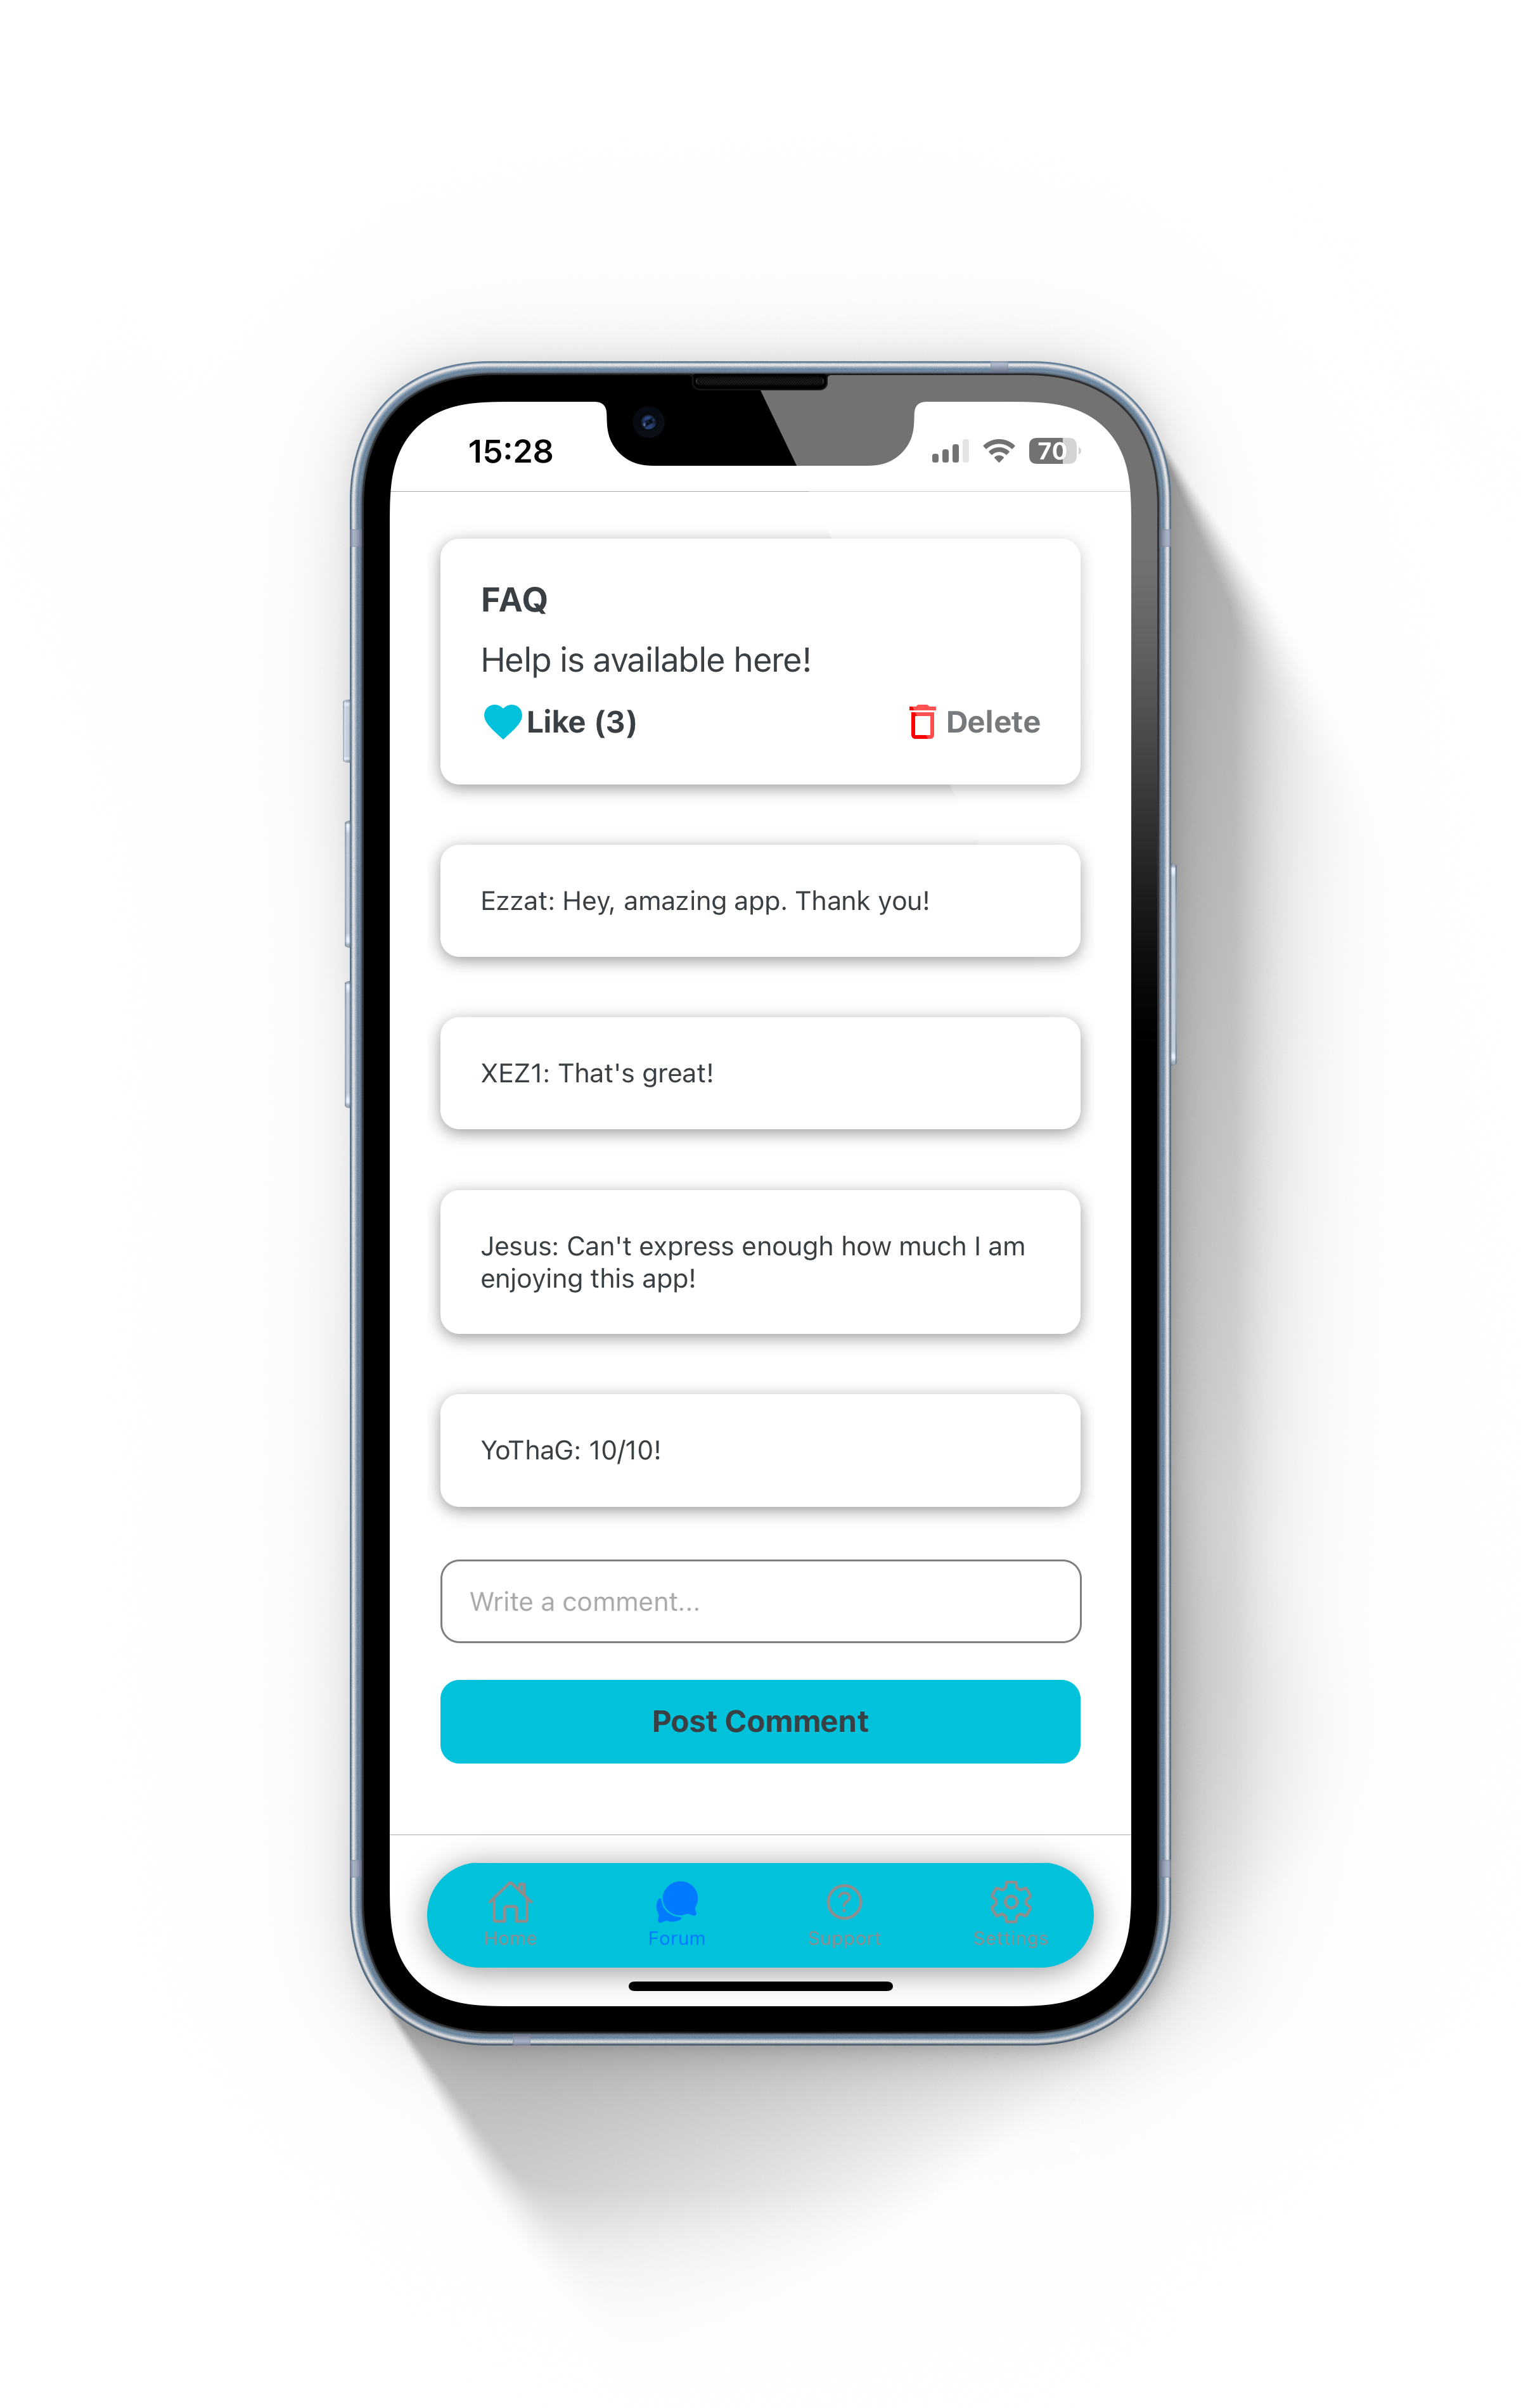 15:28
70
FAQ
Help is available here!
Like (3)
Delete
Ezzat: Hey, amazing app. Thank you!
XEZ1: That's great!
Jesus: Can't express enough how much I am
enjoying this app!
YoThaG: 10/10!
Write a comment...
Post Comment
Home
Forum
Support
Settings